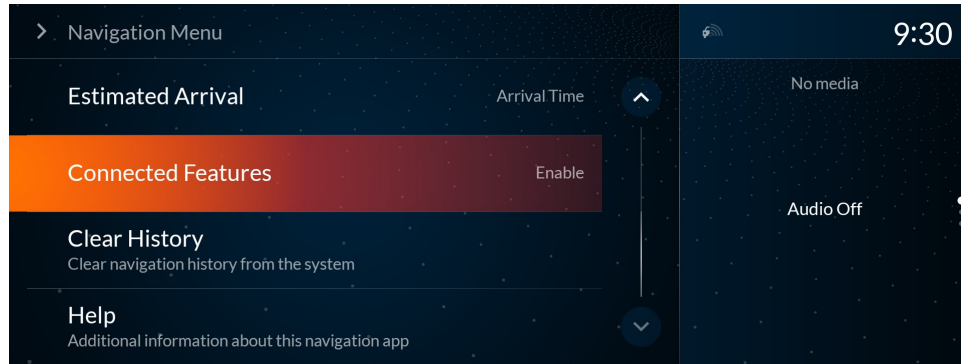 Navigation Menu
9:30
Estimated Arrival
Arrival Time
No media
Connected Features
Enable
Audio Off
Clear History
Clear navigation history from the system
Help
Additional information about this navigation app